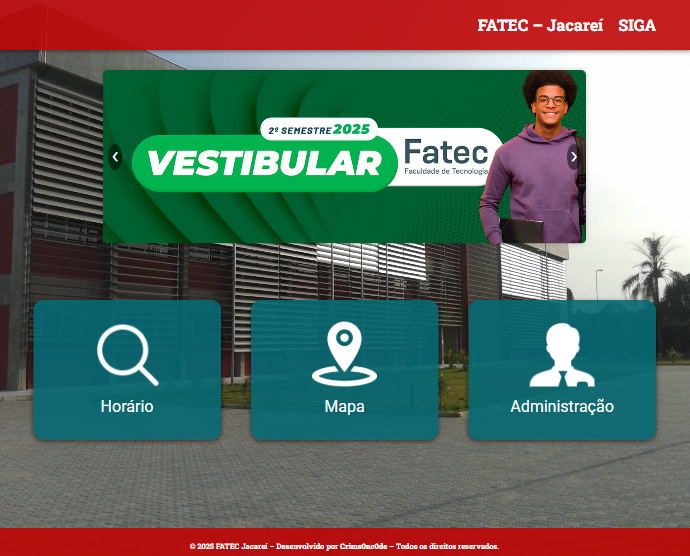 FATEC – Jacareí SIGA
2º SEMESTRE 2025
VESTIBULAR
Fatec
Faculdade de Tecnologia
Horário
Mapa
Administração
© 2025 FATEC Jacareí – Desenvolvido por Crims0nc0de – Todos os direitos reservados.